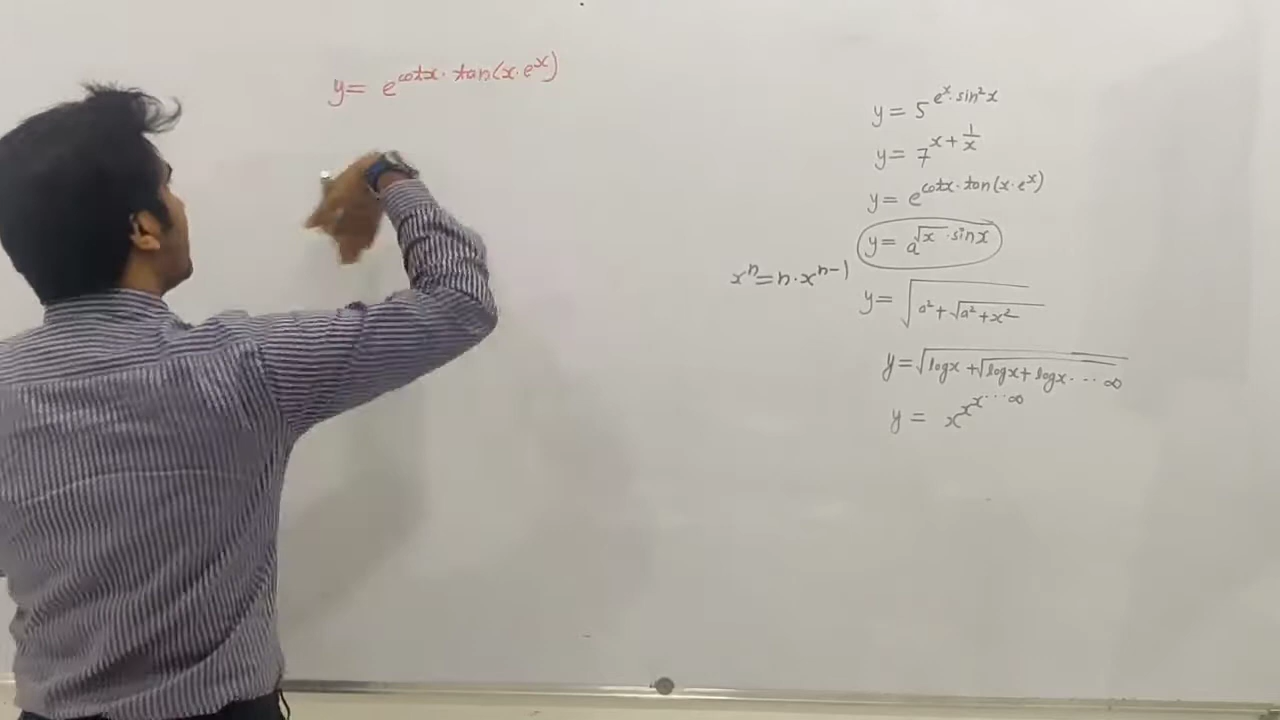 y = e^{cotx · tan(x·e^x)}
y = 5^{e^x · sin²x}
y = 7^{x + 1/x}
y = e^{cotx · tan(x·e^x)}
y = a^{√x · sinx}
x^n = n · x^{n-1}
y = √(a² + √(a² + x²))
y = √(logx + √(logx + logx ··· ∞))
y = x^{x^{x ··· ∞}}